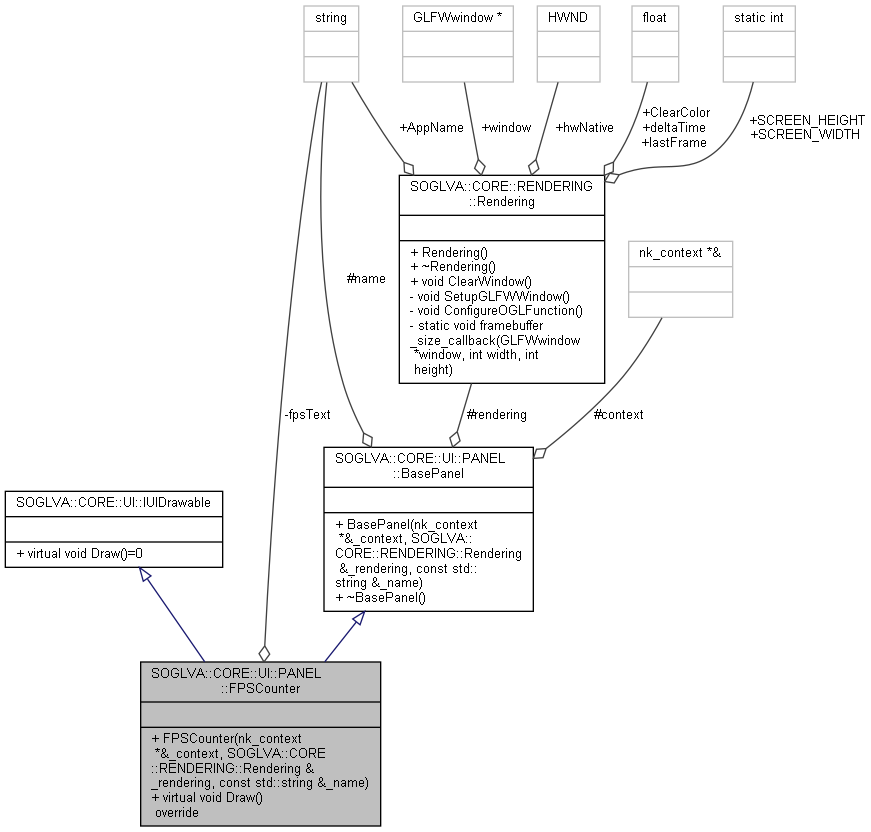 string
GLFWwindow *
HWND
float
static int
+AppName
+window
+hwNative
+ClearColor
+deltaTime
+lastFrame
+SCREEN_HEIGHT
+SCREEN_WIDTH
SOGLVA::CORE::RENDERING
::Rendering
+ Rendering()
+ ~Rendering()
+ void ClearWindow()
- void SetupGLFWWindow()
- void ConfigureOGLFunction()
- static void framebuffer
_size_callback(GLFWwindow
*window, int width, int
height)
nk_context *&
#name
-fpsText
#rendering
#context
SOGLVA::CORE::UI::PANEL
::BasePanel
+ BasePanel(nk_context
*&_context, SOGLVA::
CORE::RENDERING::Rendering
&_rendering, const std::
string &_name)
+ ~BasePanel()
SOGLVA::CORE::UI::IUIDrawable
+ virtual void Draw()=0
SOGLVA::CORE::UI::PANEL
::FPSCounter
+ FPSCounter(nk_context
*&_context, SOGLVA::CORE
::RENDERING::Rendering &
_rendering, const std::string &_name)
+ virtual void Draw()
override